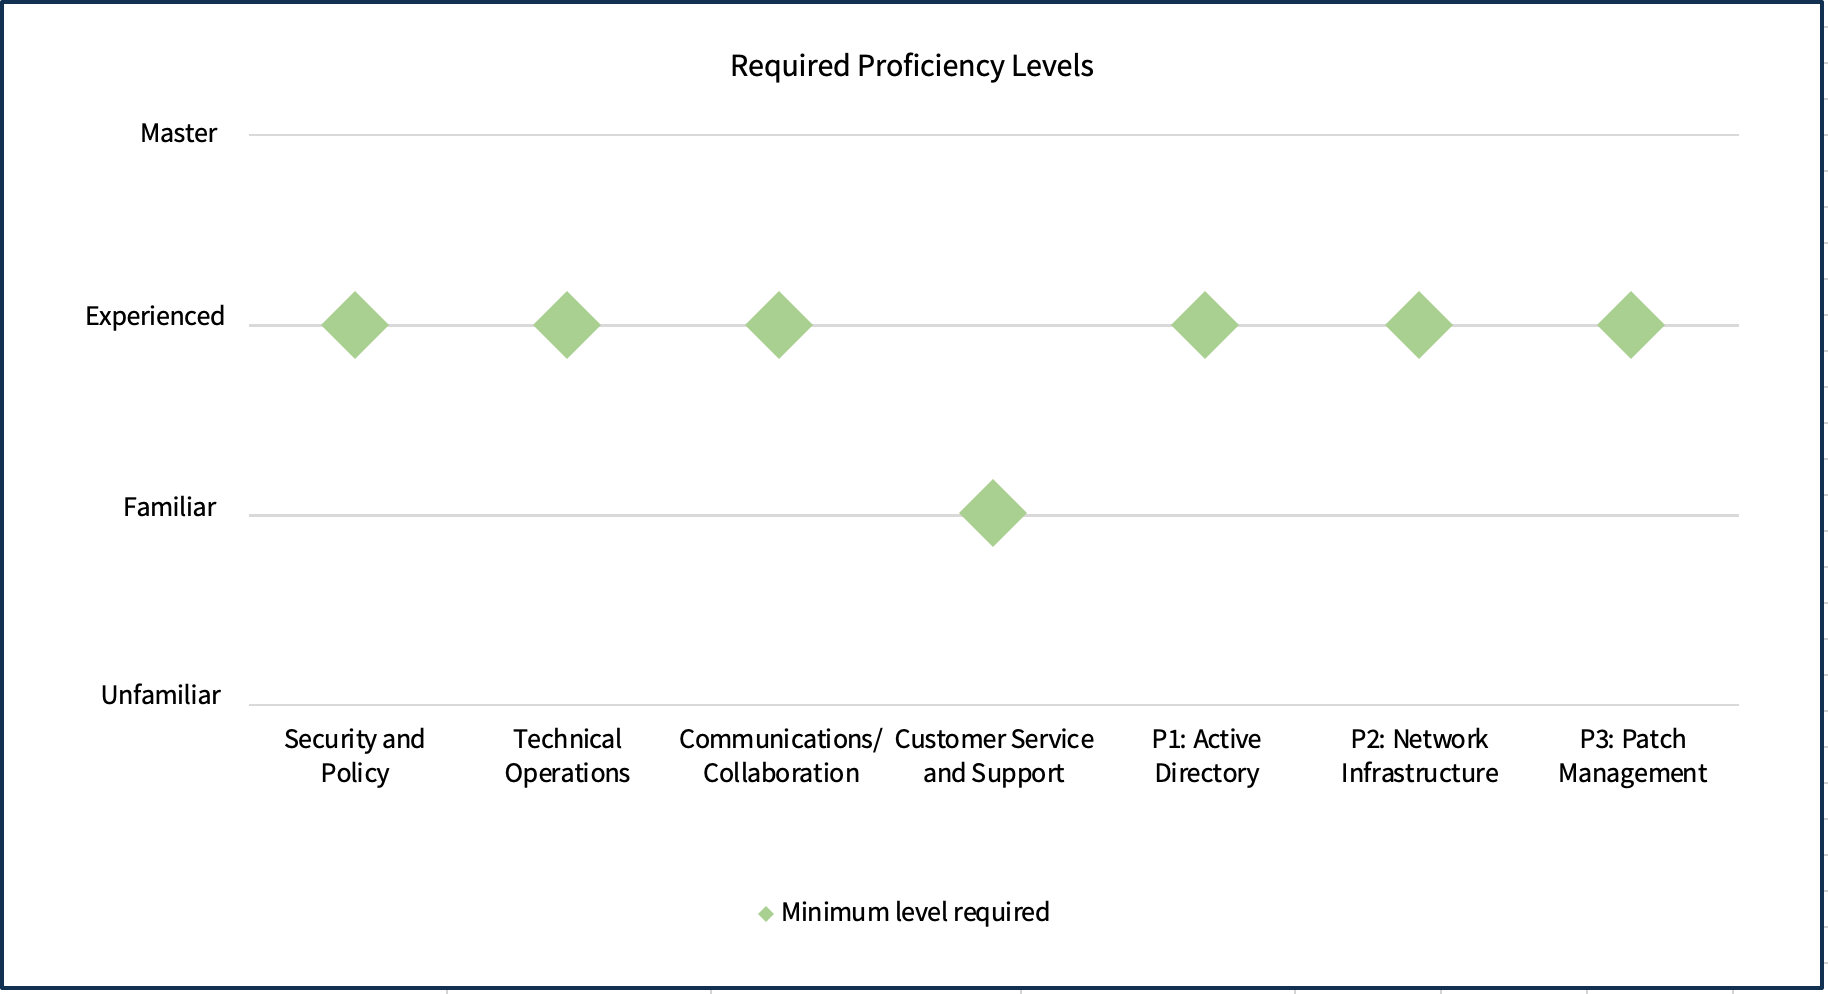 Required Proficiency Levels
Master
Experienced
Familiar
Unfamiliar
Security and
Policy
Technical
Operations
Communications/
Collaboration
Customer Service
and Support
P1: Active
Directory
P2: Network
Infrastructure
P3: Patch
Management
Minimum level required